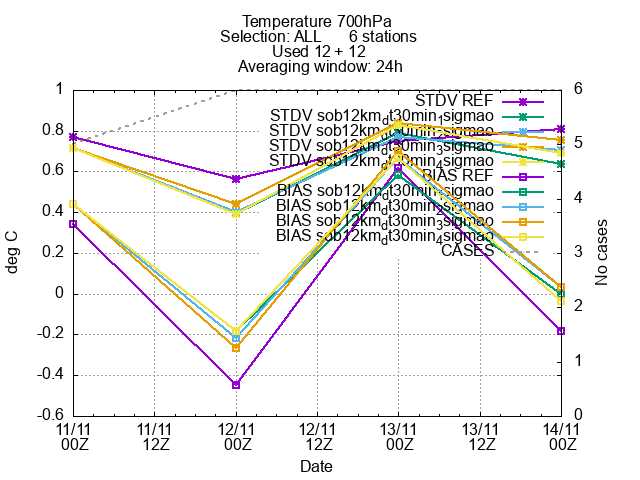 Temperature 700hPa
Selection: ALL 6 stations
Used 12 + 12
Averaging window: 24h
1
0.8
0.6
0.4
0.2
0
-0.2
-0.4
-0.6
deg C
6
5
4
3
2
1
0
No cases
STDV REF
STDV sob12km_dt30min_1sigmao
STDV sob12km_dt30min_2sigmao
STDV sob12km_dt30min_3sigmao
STDV sob12km_dt30min_4sigmao
BIAS REF
BIAS sob12km_dt30min_1sigmao
BIAS sob12km_dt30min_2sigmao
BIAS sob12km_dt30min_3sigmao
BIAS sob12km_dt30min_4sigmao
CASES
11/11 11/11 12/11 12/11 13/11 13/11 14/11
00Z 12Z 00Z 12Z 00Z 12Z 00Z
Date